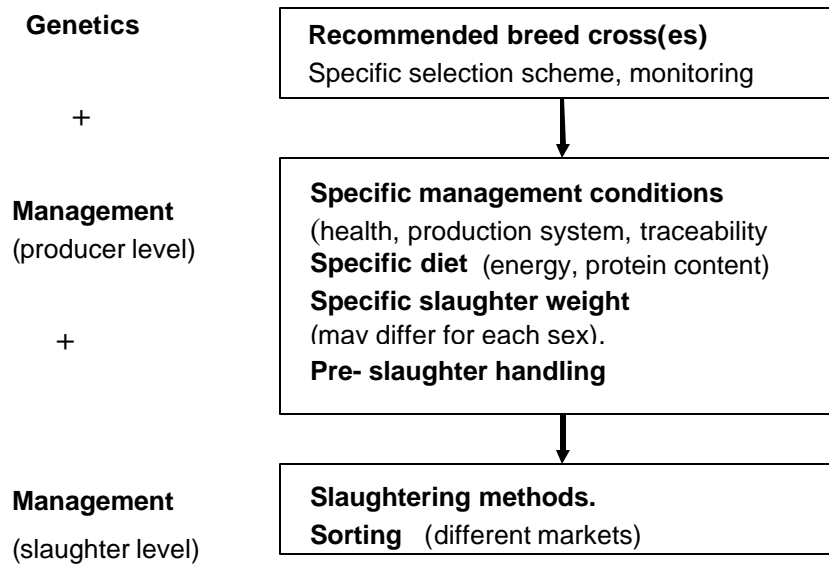 Genetics
Recommended breed cross(es)
Specific selection scheme, monitoring
+
Management
(producer level)
Specific management conditions
(health, production system, traceability
Specific diet (energy, protein content)
Specific slaughter weight
(may differ for each sex).
Pre- slaughter handling
+
Management
(slaughter level)
Slaughtering methods.
Sorting (different markets)